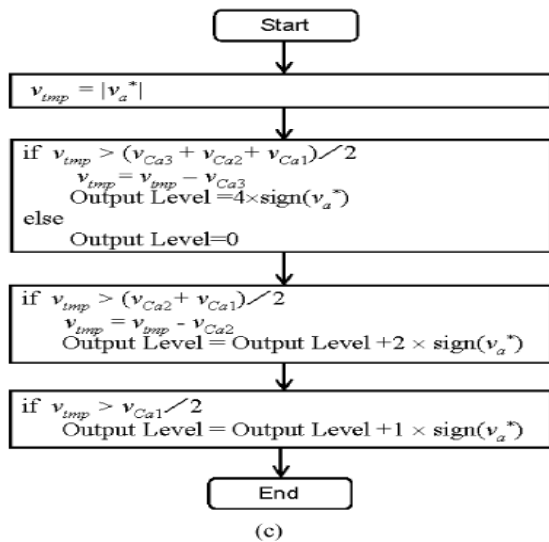 Start
v_tmp = |v_a*|
if v_tmp > (v_Ca3 + v_Ca2 + v_Ca1)／2
v_tmp = v_tmp − v_Ca3
Output Level =4×sign(v_a*)
else
Output Level=0
if v_tmp > (v_Ca2 + v_Ca1)／2
v_tmp = v_tmp - v_Ca2
Output Level = Output Level +2 × sign(v_a*)
if v_tmp > v_Ca1／2
Output Level = Output Level +1 × sign(v_a*)
End
(c)